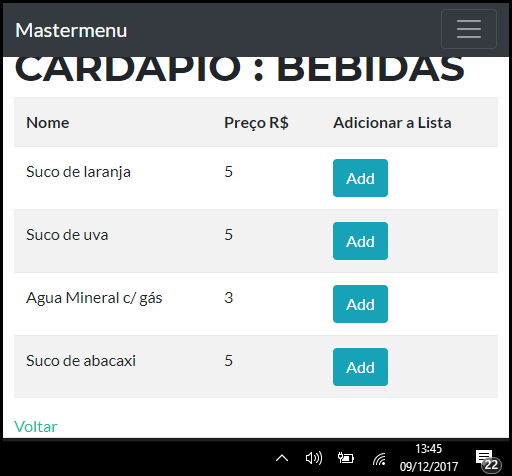 Mastermenu
CARDAPIO : BEBIDAS
Nome Preço R$ Adicionar a Lista
Suco de laranja 5 Add
Suco de uva 5 Add
Agua Mineral c/ gás 3 Add
Suco de abacaxi 5 Add
Voltar
13:45
09/12/2017
22